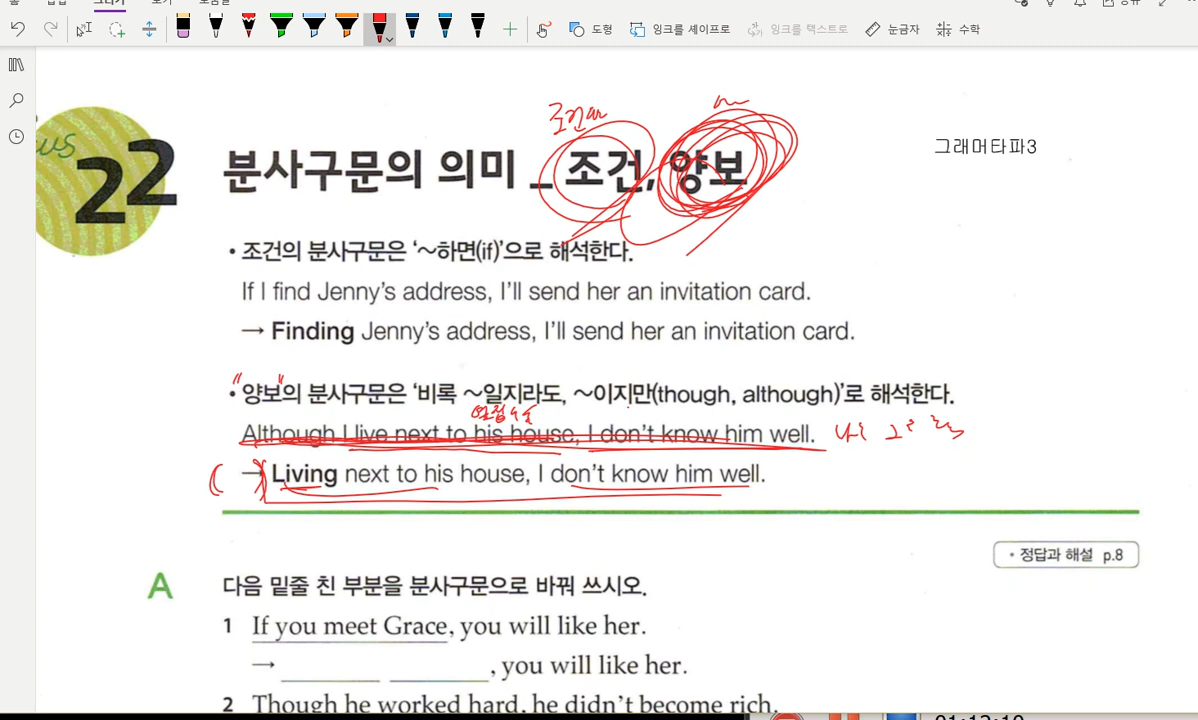 도형
잉크를 셰이프로
잉크를 텍스트로
눈금자
수학
조건
22
분사구문의 의미 _ 조건, 양보
그래머타파3
• 조건의 분사구문은 ‘~하면(if)’으로 해석한다.
If I find Jenny’s address, I’ll send her an invitation card.
→ Finding Jenny’s address, I’ll send her an invitation card.
• "양보"의 분사구문은 ‘비록 ~일지라도, ~이지만(though, although)’로 해석한다.
Although I live next to his house, I don’t know him well.
( ) → Living next to his house, I don’t know him well.
• 정답과 해설 p.8
A 다음 밑줄 친 부분을 분사구문으로 바꿔 쓰시오.
1 If you meet Grace, you will like her.
→ ________ ________, you will like her.
2 Though he worked hard, he didn’t become rich.